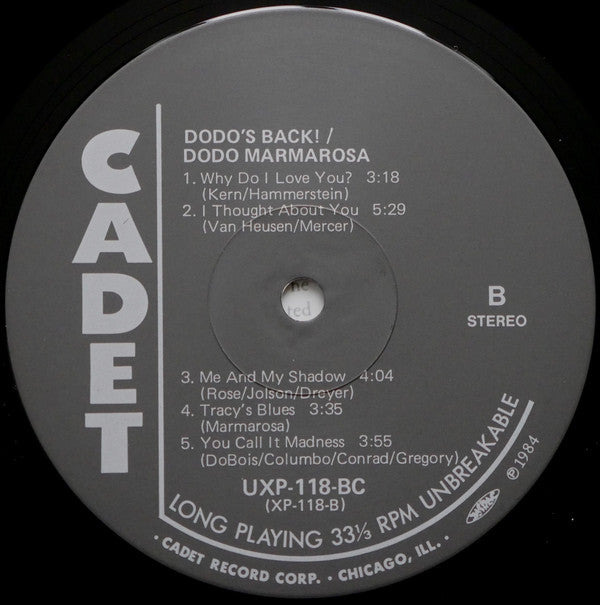 CADET
DODO'S BACK! /
DODO MARMAROSA
1. Why Do I Love You? 3:18
(Kern/Hammerstein)
2. I Thought About You 5:29
(Van Heusen/Mercer)
B
STEREO
3. Me And My Shadow 4:04
(Rose/Jolson/Dreyer)
4. Tracy's Blues 3:35
(Marmarosa)
5. You Call It Madness 3:55
(DoBois/Columbo/Conrad/Gregory)
UXP-118-BC
(XP-118-B)
LONG PLAYING 33⅓ RPM UNBREAKABLE
℗ 1984
· CADET RECORD CORP. · CHICAGO, ILL. ·